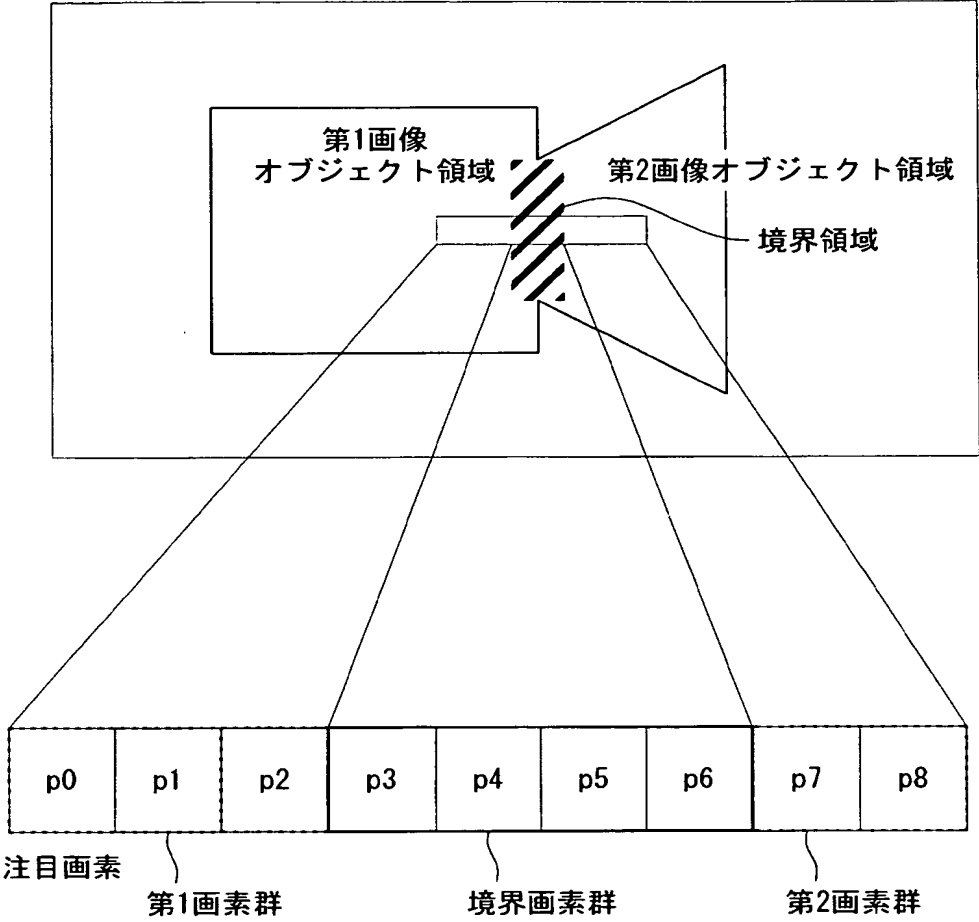 第1画像
オブジェクト領域
第2画像オブジェクト領域
境界領域
p0 p1 p2 p3 p4 p5 p6 p7 p8
注目画素
第1画素群
境界画素群
第2画素群